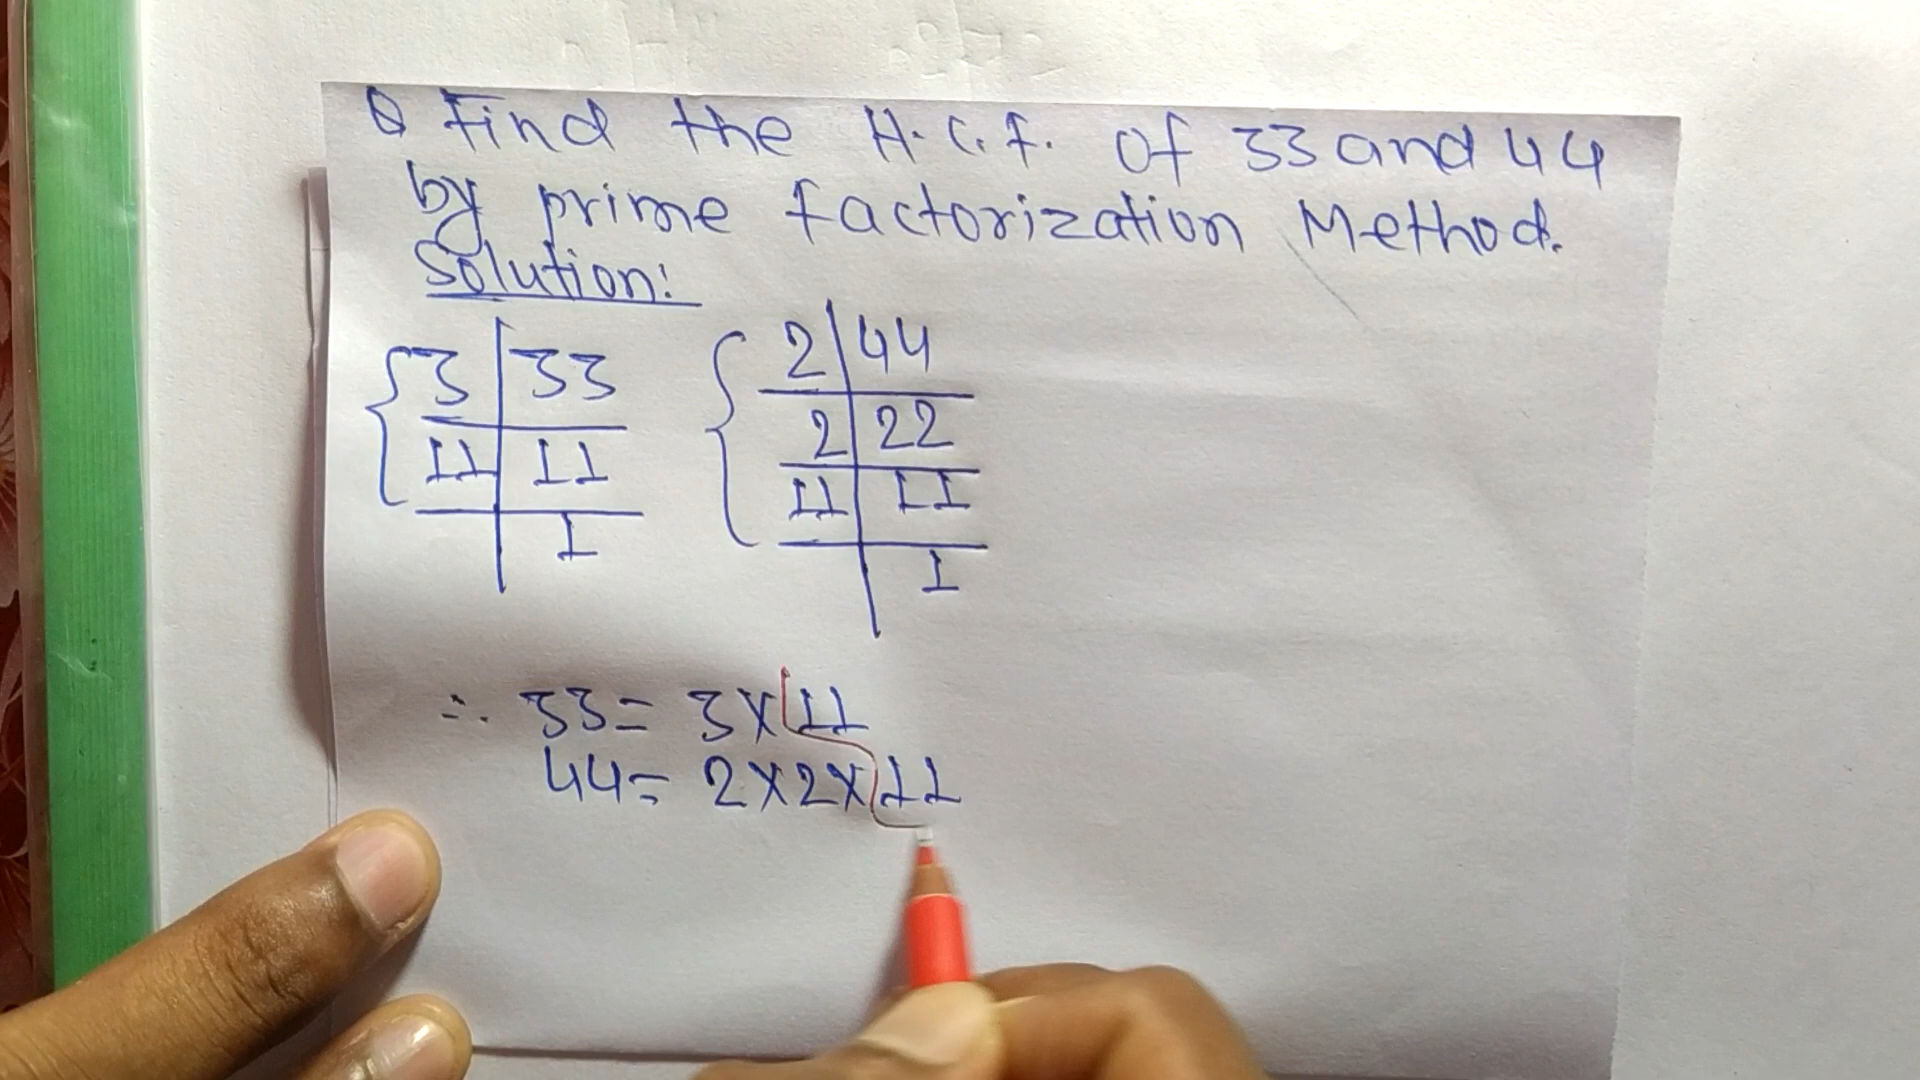 Q Find the H.C.f. of 33 and 44
by prime factorization Method.
Solution:
3 | 33
11 | 11
1
2 | 44
2 | 22
11 | 11
1
∴ 33 = 3 X 11
44 = 2 X 2 X 11